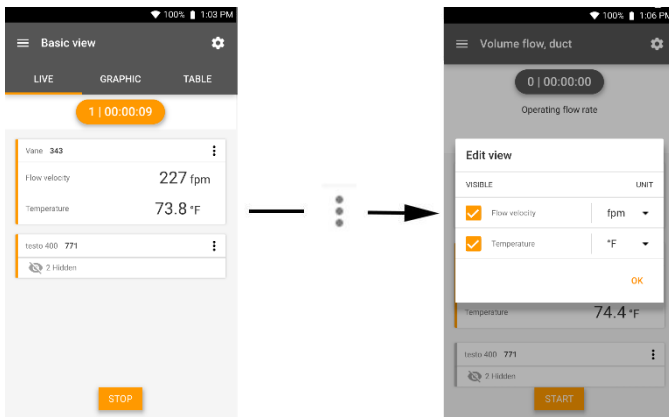 100% 1:03 PM
Basic view
LIVE GRAPHIC TABLE
1 | 00:00:09
Vane 343
Flow velocity 227 fpm
Temperature 73.8 °F
testo 400 771
2 Hidden
STOP
100% 1:06 PM
Volume flow, duct
0 | 00:00:00
Operating flow rate
Edit view
VISIBLE UNIT
Flow velocity fpm
Temperature °F
OK
Temperature 74.4 °F
testo 400 771
2 Hidden
START